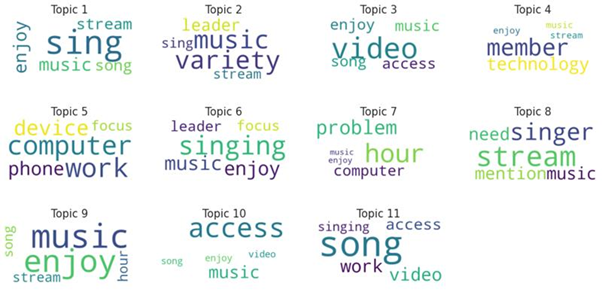 Topic 1
stream
enjoy
sing
music song
Topic 2
leader
sing music
variety
stream
Topic 3
enjoy music
video
song access
Topic 4
music
enjoy stream
member
technology
Topic 5
device focus
computer
phone work
Topic 6
leader focus
singing
music enjoy
Topic 7
problem
music hour
enjoy
computer
Topic 8
need singer
stream
mention music
Topic 9
song music
enjoy
stream hour
Topic 10
access
song enjoy video
music
Topic 11
singing access
song
work
video